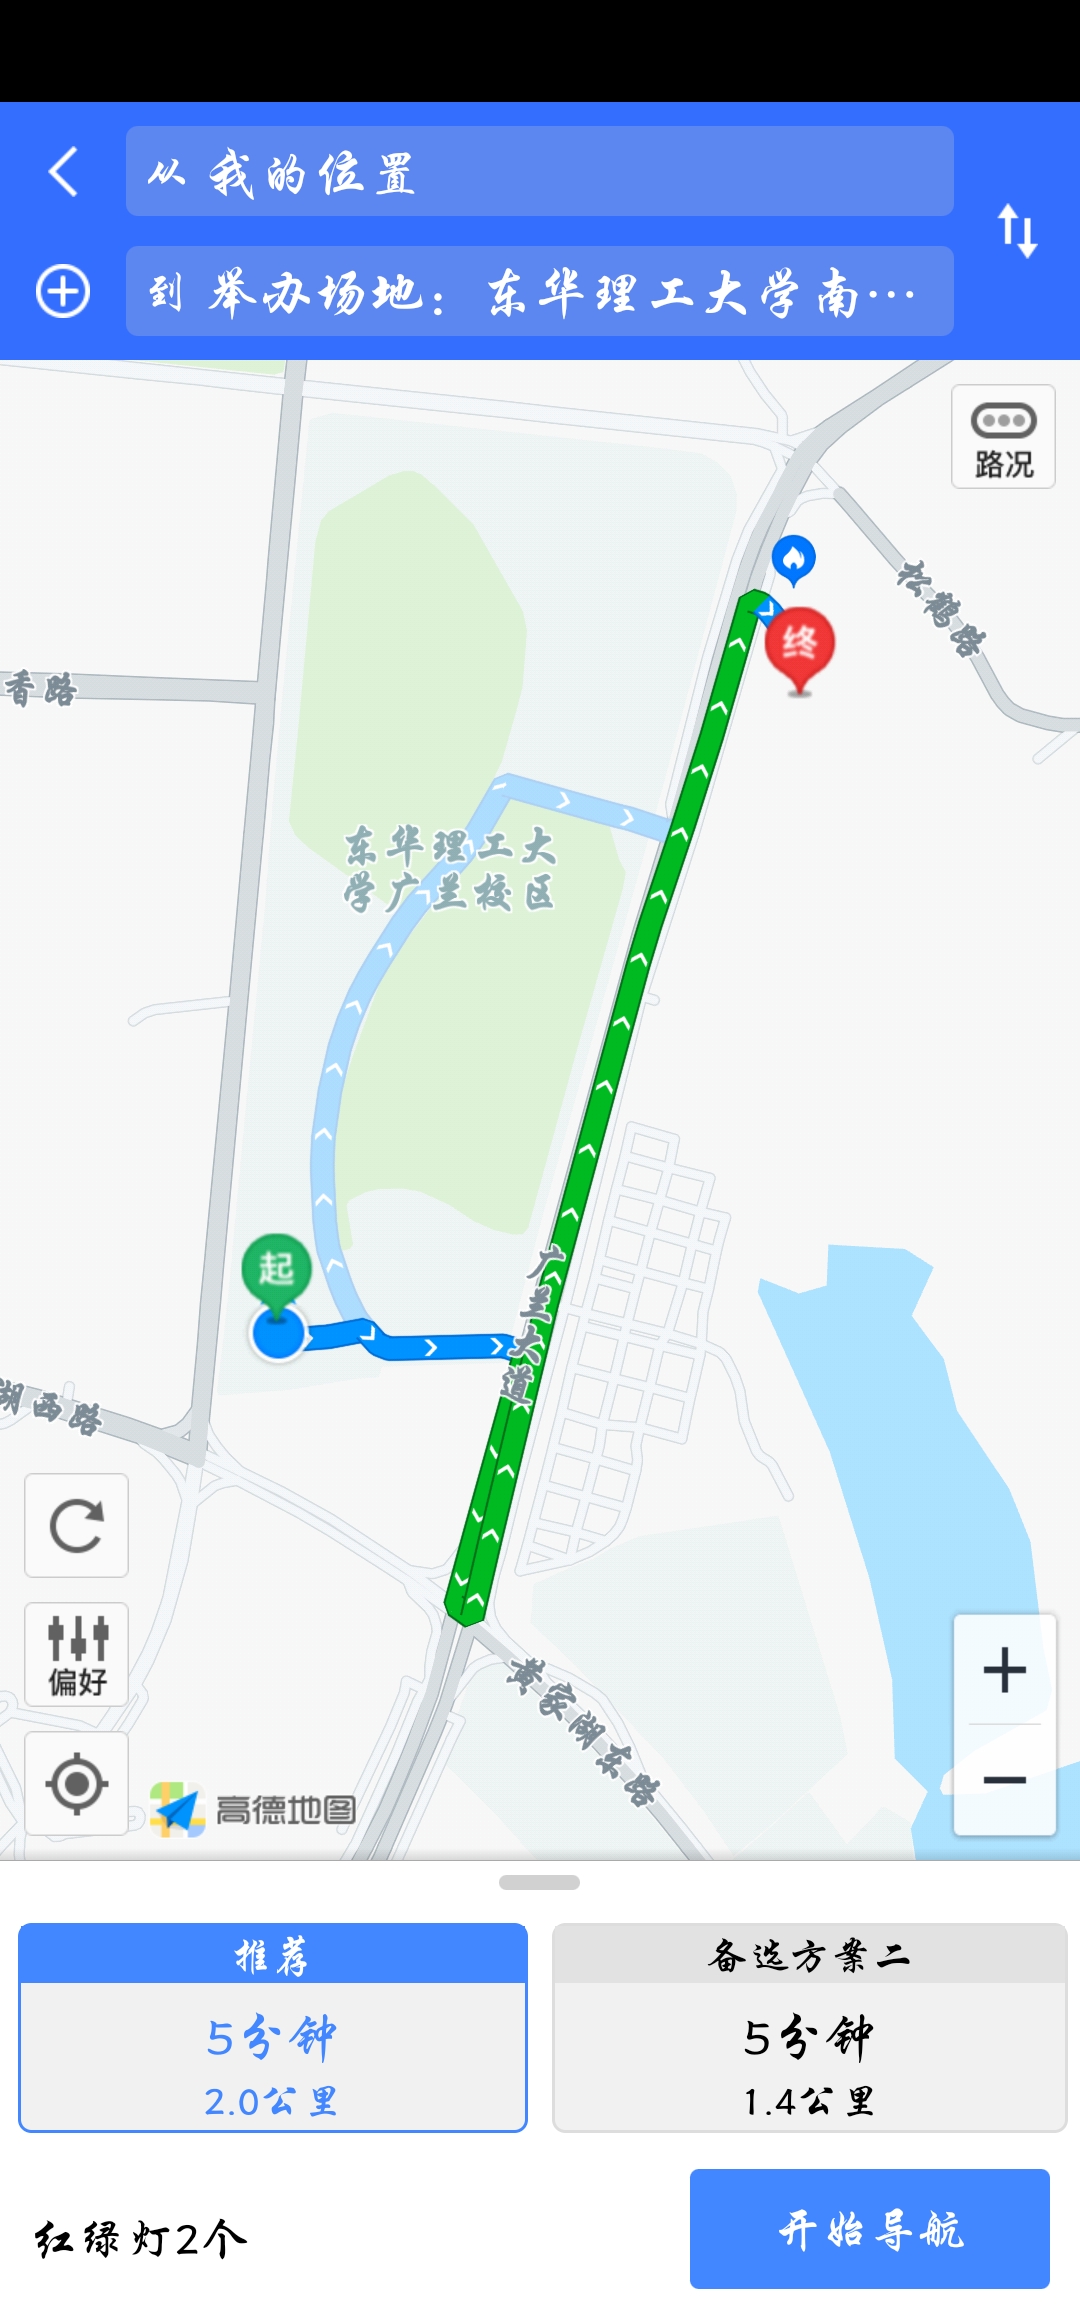 从 我的位置
到 举办场地：东华理工大学南…
路况
松鹤路
终
香路
东华理工大
学广兰校区
起
广兰大道
湖西路
偏好
黄家湖东路
高德地图
推荐
5分钟
2.0公里
备选方案二
5分钟
1.4公里
红绿灯2个
开始导航